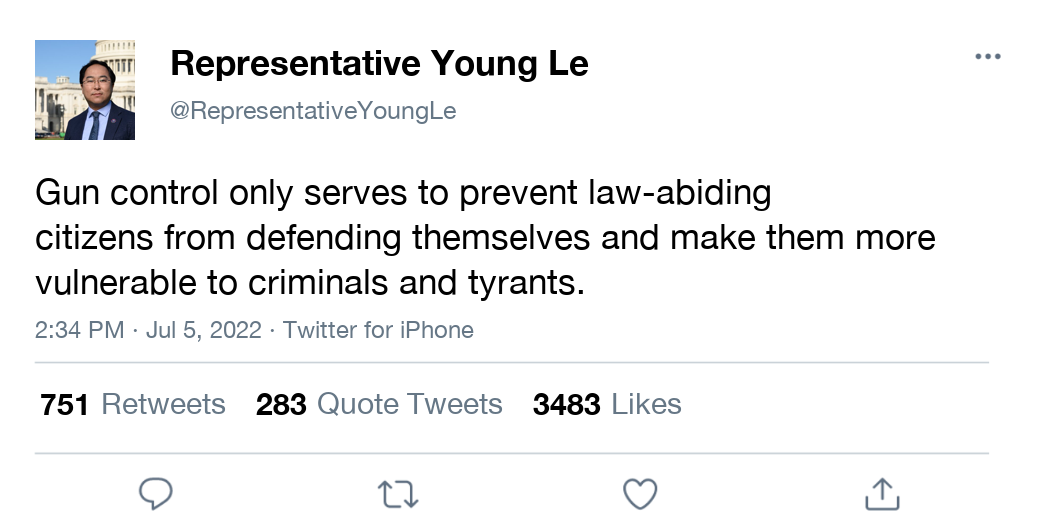 Representative Young Le
@RepresentativeYoungLe
Gun control only serves to prevent law-abiding
citizens from defending themselves and make them more
vulnerable to criminals and tyrants.
2:34 PM · Jul 5, 2022 · Twitter for iPhone
751 Retweets 283 Quote Tweets 3483 Likes